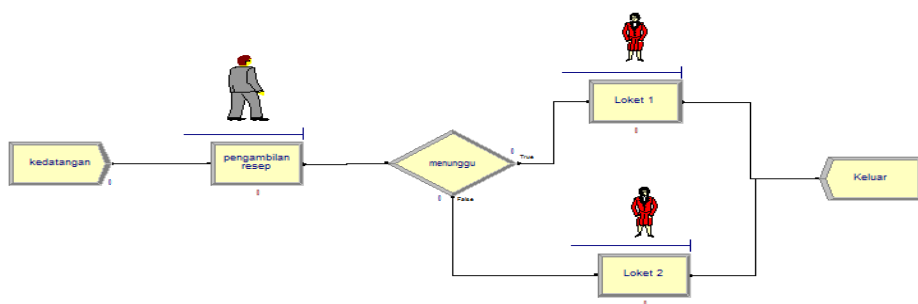 kedatangan
pengambilan
resep
menunggu
True
False
Loket 1
Loket 2
Keluar